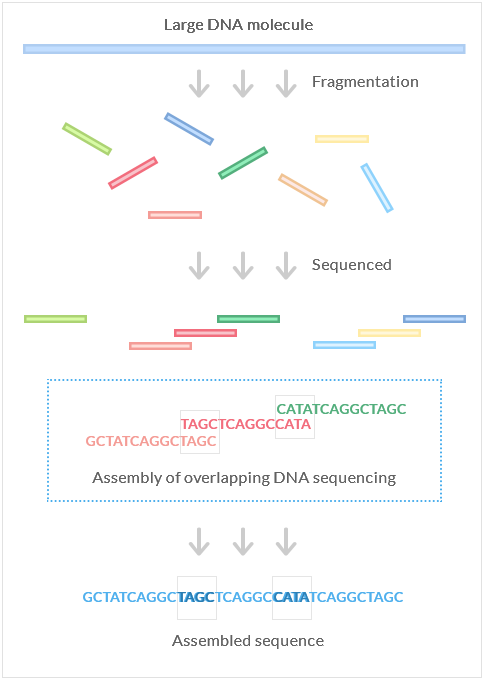 Large DNA molecule
Fragmentation
Sequenced
CATATCAGGCTAGC
TAGCTCAGGCCATA
GCTATCAGGCTAGC
Assembly of overlapping DNA sequencing
GCTATCAGGCTAGCTCAGGCCATATCAGGCTAGC
Assembled sequence